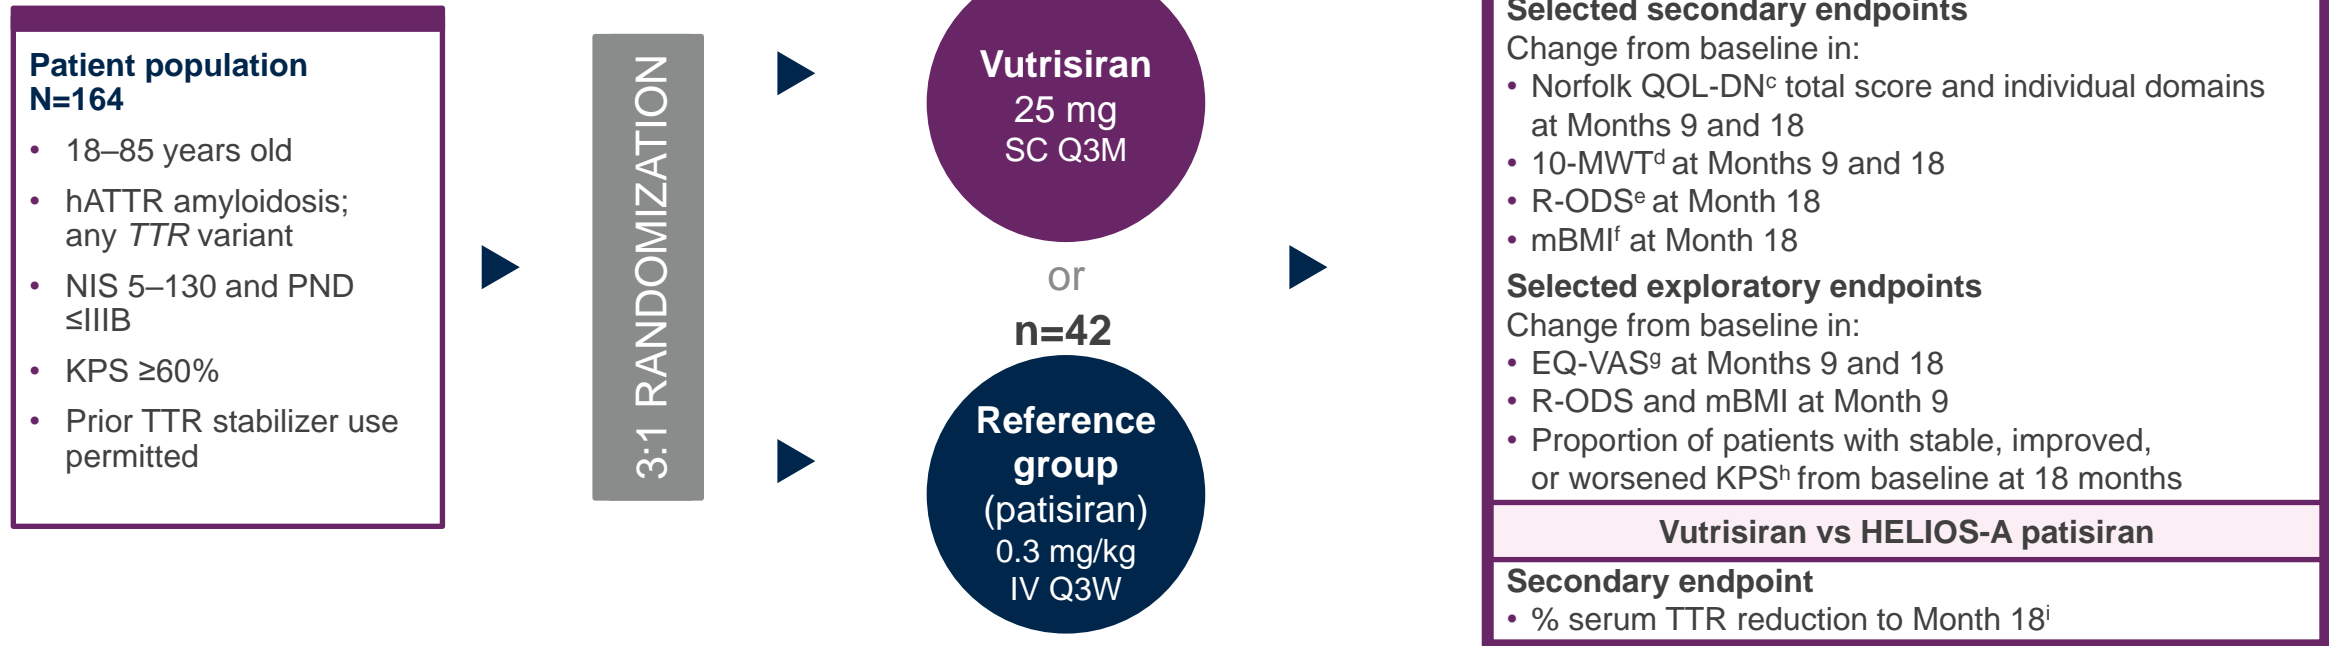 Patient population
N=164
• 18–85 years old
• hATTR amyloidosis;
any TTR variant
• NIS 5–130 and PND
≤IIIB
• KPS ≥60%
• Prior TTR stabilizer use
permitted
3:1 RANDOMIZATION
Vutrisiran
25 mg
SC Q3M
or
n=42
Reference
group
(patisiran)
0.3 mg/kg
IV Q3W
Selected secondary endpoints
Change from baseline in:
• Norfolk QOL-DNᶜ total score and individual domains
at Months 9 and 18
• 10-MWTᵈ at Months 9 and 18
• R-ODSᵉ at Month 18
• mBMIᶠ at Month 18
Selected exploratory endpoints
Change from baseline in:
• EQ-VASᵍ at Months 9 and 18
• R-ODS and mBMI at Month 9
• Proportion of patients with stable, improved,
or worsened KPSʰ from baseline at 18 months
Vutrisiran vs HELIOS-A patisiran
Secondary endpoint
• % serum TTR reduction to Month 18ⁱ